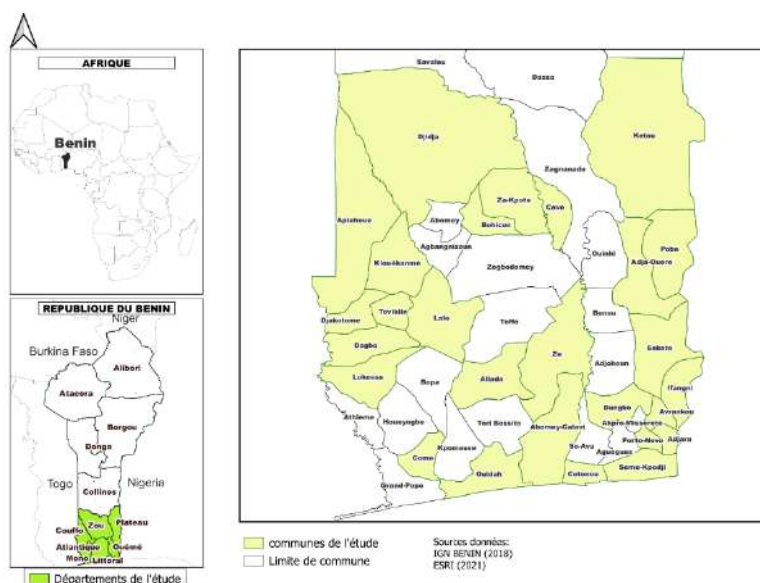 AFRIQUE
Benin
REPUBLIQUE DU BENIN
Niger
Burkina Faso
Alibori
Atacora
Borgou
Donga
Togo
Nigeria
Collines
Zou
Plateau
Couffo
Atlantique
Ouémé
Mono
Littoral
Départements de l'étude
Savalou
Dassa
Djidja
Ketou
Zagnanado
Za-Kpota
Cove
Abomey
Bohicon
Aplahoue
Agbangnizoun
Klouékanmé
Zogbodomey
Ouinhi
Pobe
Adja-Ouere
Toviklin
Lalo
Djakotome
Toffo
Bonou
Dogbo
Ze
Sakete
Adjohoun
Lokossa
Bopa
Allada
Ifangni
Dangbo
Avrankou
Athieme
Houeyogbe
Tori Bossito
Abomey-Calavi
Akpro-Misserete
Porto-Novo
Adjara
So-Ava
Aguegues
Come
Kpomasse
Seme-Kpodji
Ouidah
Cotonou
Grand-Popo
communes de l'étude
Limite de commune
Sources données:
IGN BENIN (2018)
ESRI (2021)